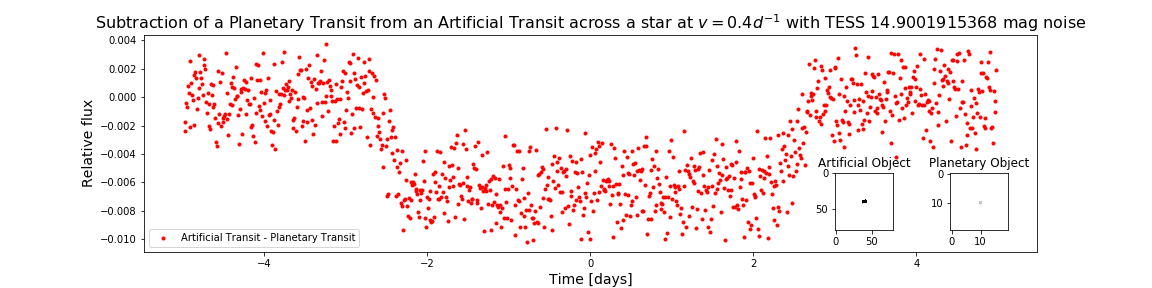 Subtraction of a Planetary Transit from an Artificial Transit across a star at v = 0.4d⁻¹ with TESS 14.9001915368 mag noise
Relative flux
0.004
0.002
0.000
−0.002
−0.004
−0.006
−0.008
−0.010
Artificial Transit - Planetary Transit
Artificial Object
0
50
0 50
Planetary Object
0
10
0 10
−4 −2 0 2 4
Time [days]